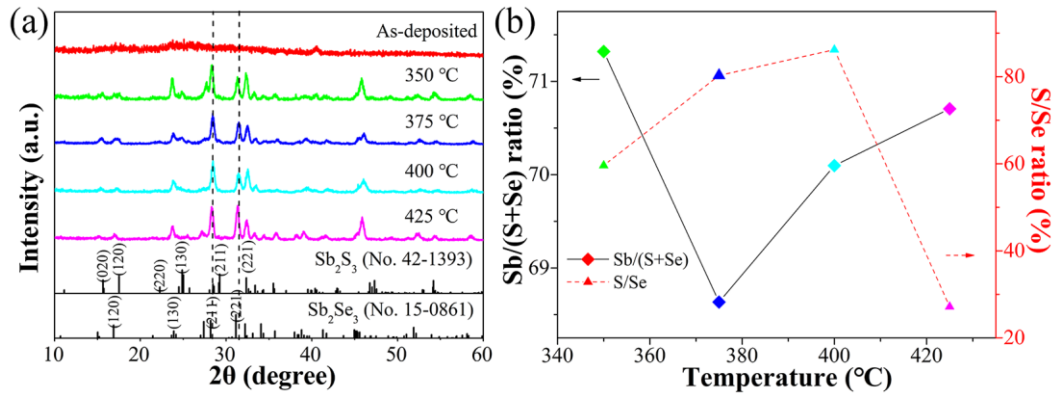 (a)
As-deposited
350 ℃
375 ℃
400 ℃
425 ℃
(020)
(120)
(220)
(130)
(211)
(221)
Sb₂S₃ (No. 42-1393)
(120)
(130)
(211)
(221)
Sb₂Se₃ (No. 15-0861)
Intensity (a.u.)
10 20 30 40 50 60
2θ (degree)
(b)
Sb/(S+Se) ratio (%)
71
70
69
Sb/(S+Se)
S/Se
340 360 380 400 420
Temperature (℃)
80
60
40
20
S/Se ratio (%)